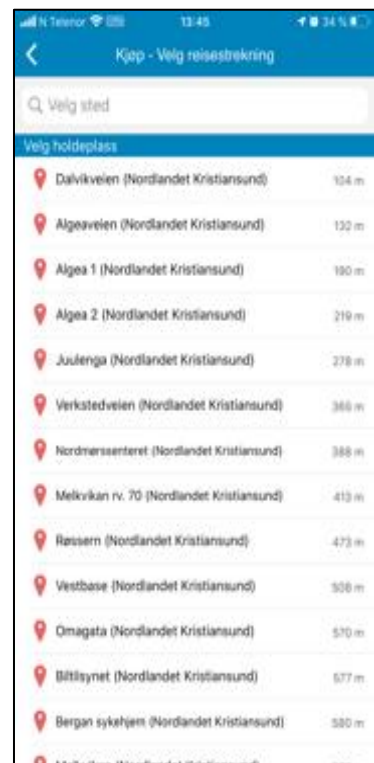 N Telenor 13:45 34 %
Kjøp - Velg reisestrekning
Velg sted
Velg holdeplass
Dalvikveien (Nordlandet Kristiansund) 104 m
Algeaveien (Nordlandet Kristiansund) 132 m
Algea 1 (Nordlandet Kristiansund) 190 m
Algea 2 (Nordlandet Kristiansund) 219 m
Juulenga (Nordlandet Kristiansund) 278 m
Verkstedveien (Nordlandet Kristiansund) 366 m
Nordmørssenteret (Nordlandet Kristiansund) 388 m
Melkvikan rv. 70 (Nordlandet Kristiansund) 413 m
Røssern (Nordlandet Kristiansund) 473 m
Vestbase (Nordlandet Kristiansund) 508 m
Omagata (Nordlandet Kristiansund) 570 m
Biltilsynet (Nordlandet Kristiansund) 577 m
Bergan sykehjem (Nordlandet Kristiansund) 580 m